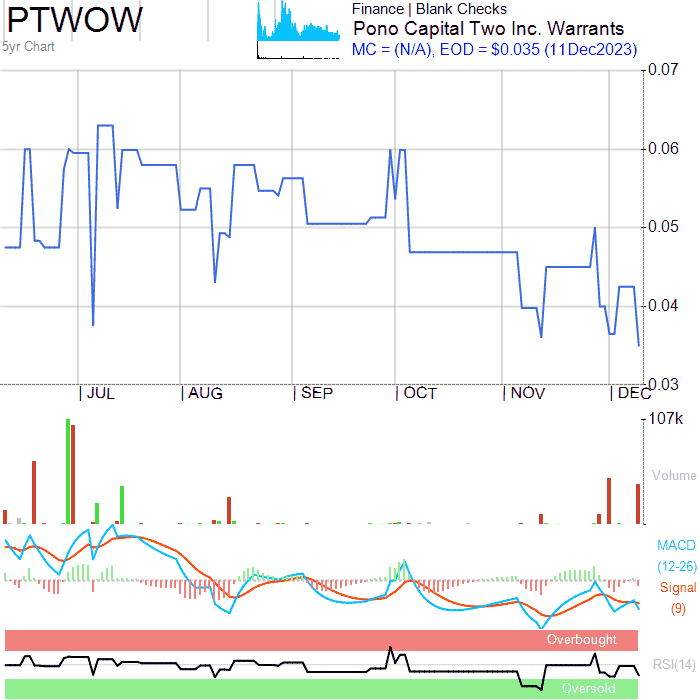 PTWOW
5yr Chart
Finance | Blank Checks
Pono Capital Two Inc. Warrants
MC = (N/A), EOD = $0.035 (11Dec2023)
0.07
0.06
0.05
0.04
0.03
JUL
AUG
SEP
OCT
NOV
DEC
107k
Volume
MACD
(12-26)
Signal
(9)
Overbought
RSI(14)
Oversold